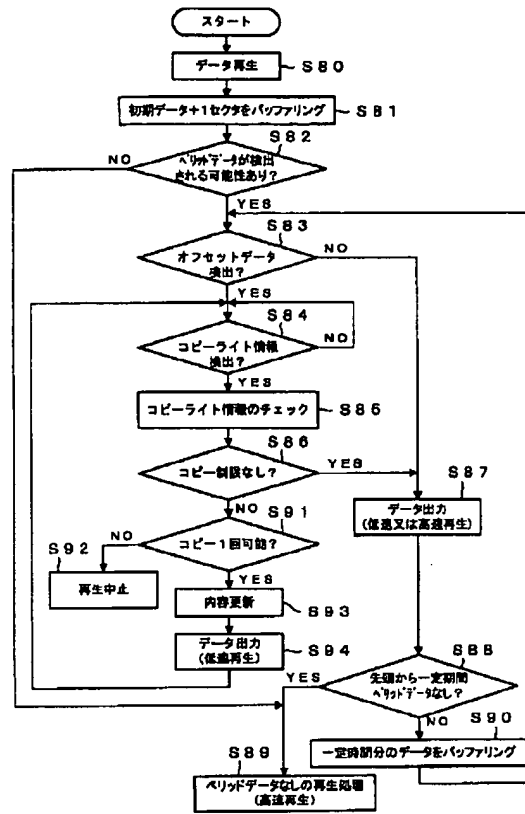 スタート
データ再生
S80
初期データ+1セクタをバッファリング
S81
S82
NO
ベリッドデータが検出
される可能性あり?
YES
S83
オフセットデータ
検出?
NO
YES
S84
コピーライト情報
検出?
NO
YES
コピーライト情報のチェック
S85
S86
コピー制限なし?
YES
S87
データ出力
(低速又は高速再生)
NO
S91
コピー1回可能?
NO
S92
再生中止
YES
内容更新
S93
データ出力
(低速再生)
S94
S88
YES
先頭から一定期間
ベリッドデータなし?
NO
S90
一定時間分のデータをバッファリング
S89
ベリッドデータなしの再生処理
(高速再生)